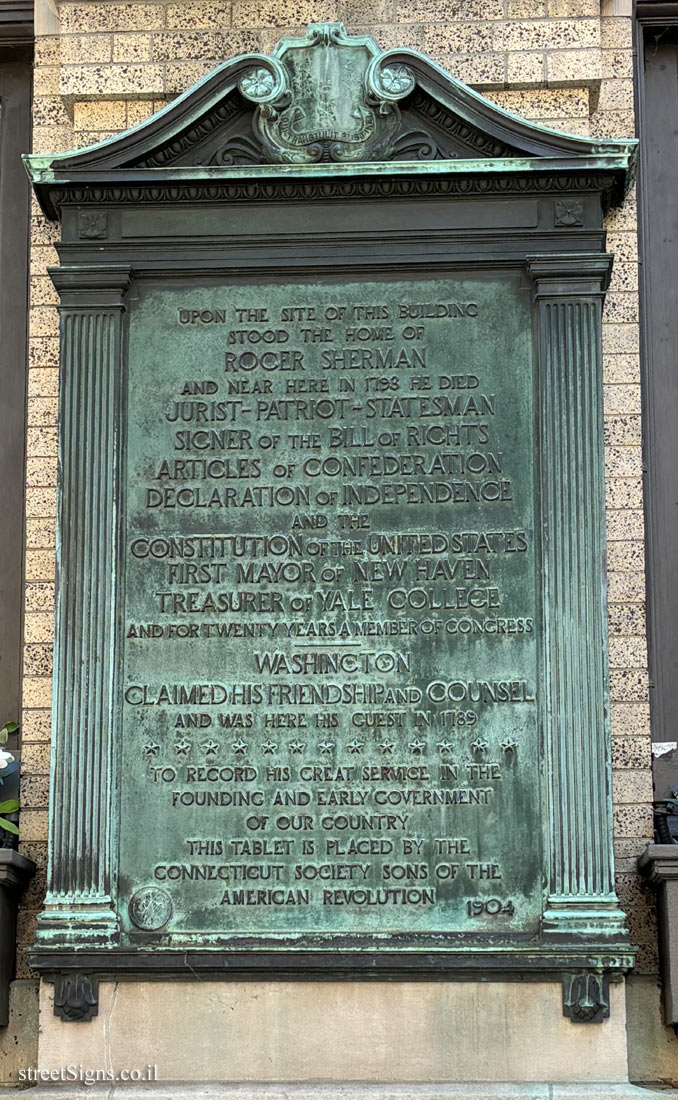 QUI TRANSTULIT SUSTINET
UPON THE SITE OF THIS BUILDING
STOOD THE HOME OF
ROGER SHERMAN
AND NEAR HERE IN 1793 HE DIED
JURIST-PATRIOT-STATESMAN
SIGNER OF THE BILL OF RIGHTS
ARTICLES OF CONFEDERATION
DECLARATION OF INDEPENDENCE
AND THE
CONSTITUTION OF THE UNITED STATES
FIRST MAYOR OF NEW HAVEN
TREASURER OF YALE COLLEGE
AND FOR TWENTY YEARS A MEMBER OF CONGRESS
WASHINGTON
CLAIMED HIS FRIENDSHIP AND COUNSEL
AND WAS HERE HIS GUEST IN 1789
TO RECORD HIS GREAT SERVICE IN THE
FOUNDING AND EARLY GOVERNMENT
OF OUR COUNTRY
THIS TABLET IS PLACED BY THE
CONNECTICUT SOCIETY SONS OF THE
AMERICAN REVOLUTION
1904
streetSigns.co.il